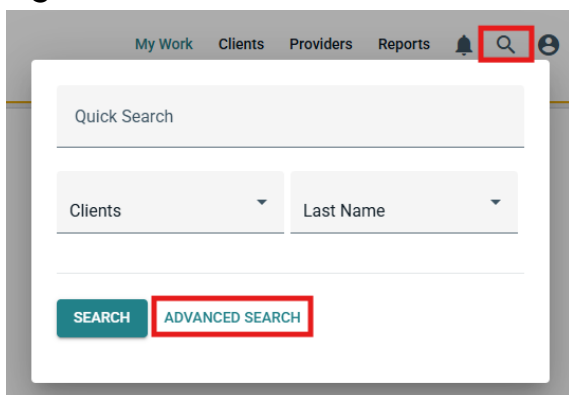 My Work Clients Providers Reports
Quick Search
Clients Last Name
SEARCH ADVANCED SEARCH